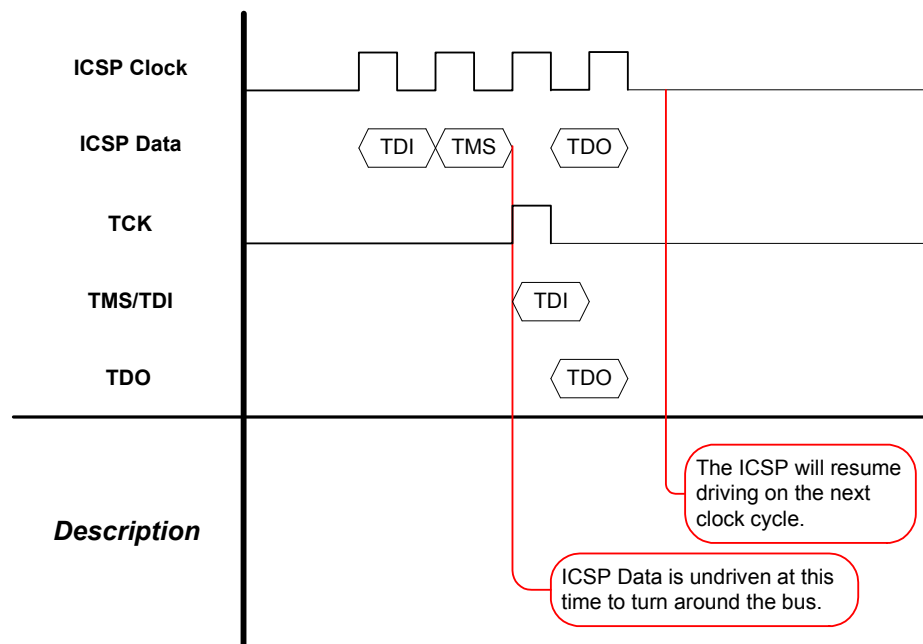 ICSP Clock
ICSP Data
TDI
TMS
TDO
TCK
TMS/TDI
TDI
TDO
TDO
Description
The ICSP will resume
driving on the next
clock cycle.
ICSP Data is undriven at this
time to turn around the bus.